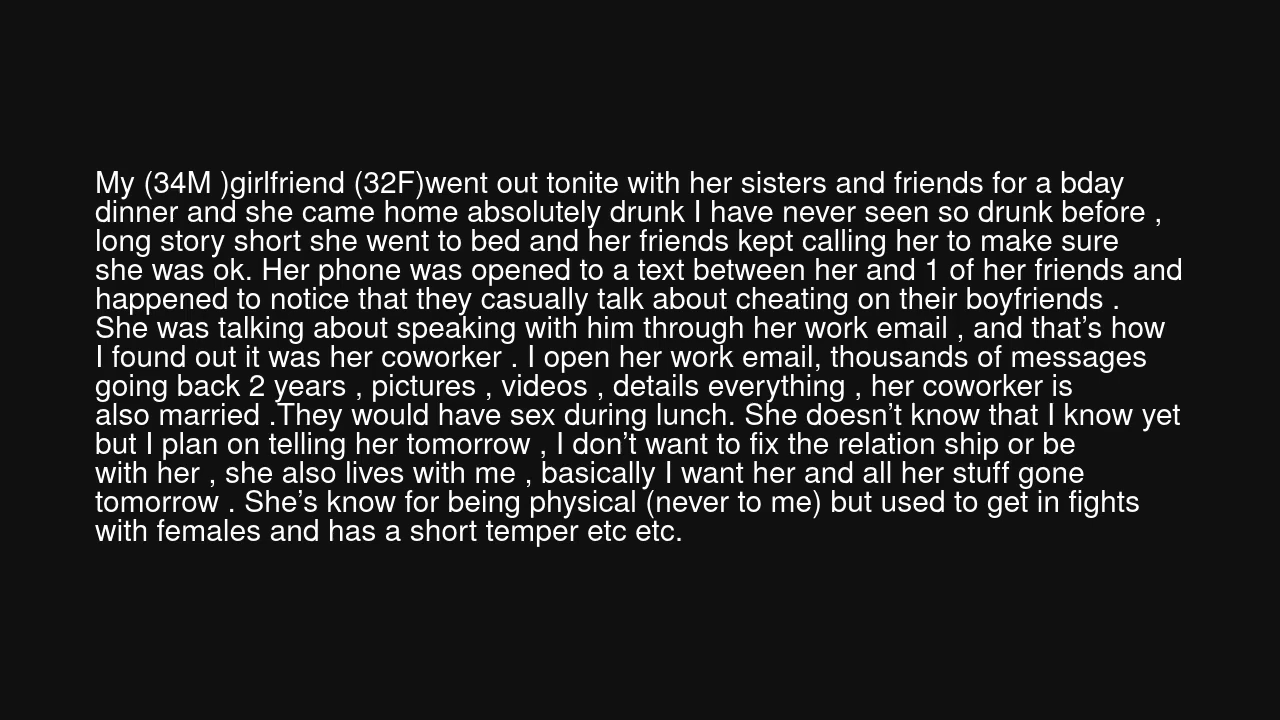 My (34M )girlfriend (32F)went out tonite with her sisters and friends for a bday
dinner and she came home absolutely drunk I have never seen so drunk before ,
long story short she went to bed and her friends kept calling her to make sure
she was ok. Her phone was opened to a text between her and 1 of her friends and
happened to notice that they casually talk about cheating on their boyfriends .
She was talking about speaking with him through her work email , and that’s how
I found out it was her coworker . I open her work email, thousands of messages
going back 2 years , pictures , videos , details everything , her coworker is
also married .They would have sex during lunch. She doesn’t know that I know yet
but I plan on telling her tomorrow , I don’t want to fix the relation ship or be
with her , she also lives with me , basically I want her and all her stuff gone
tomorrow . She’s know for being physical (never to me) but used to get in fights
with females and has a short temper etc etc.